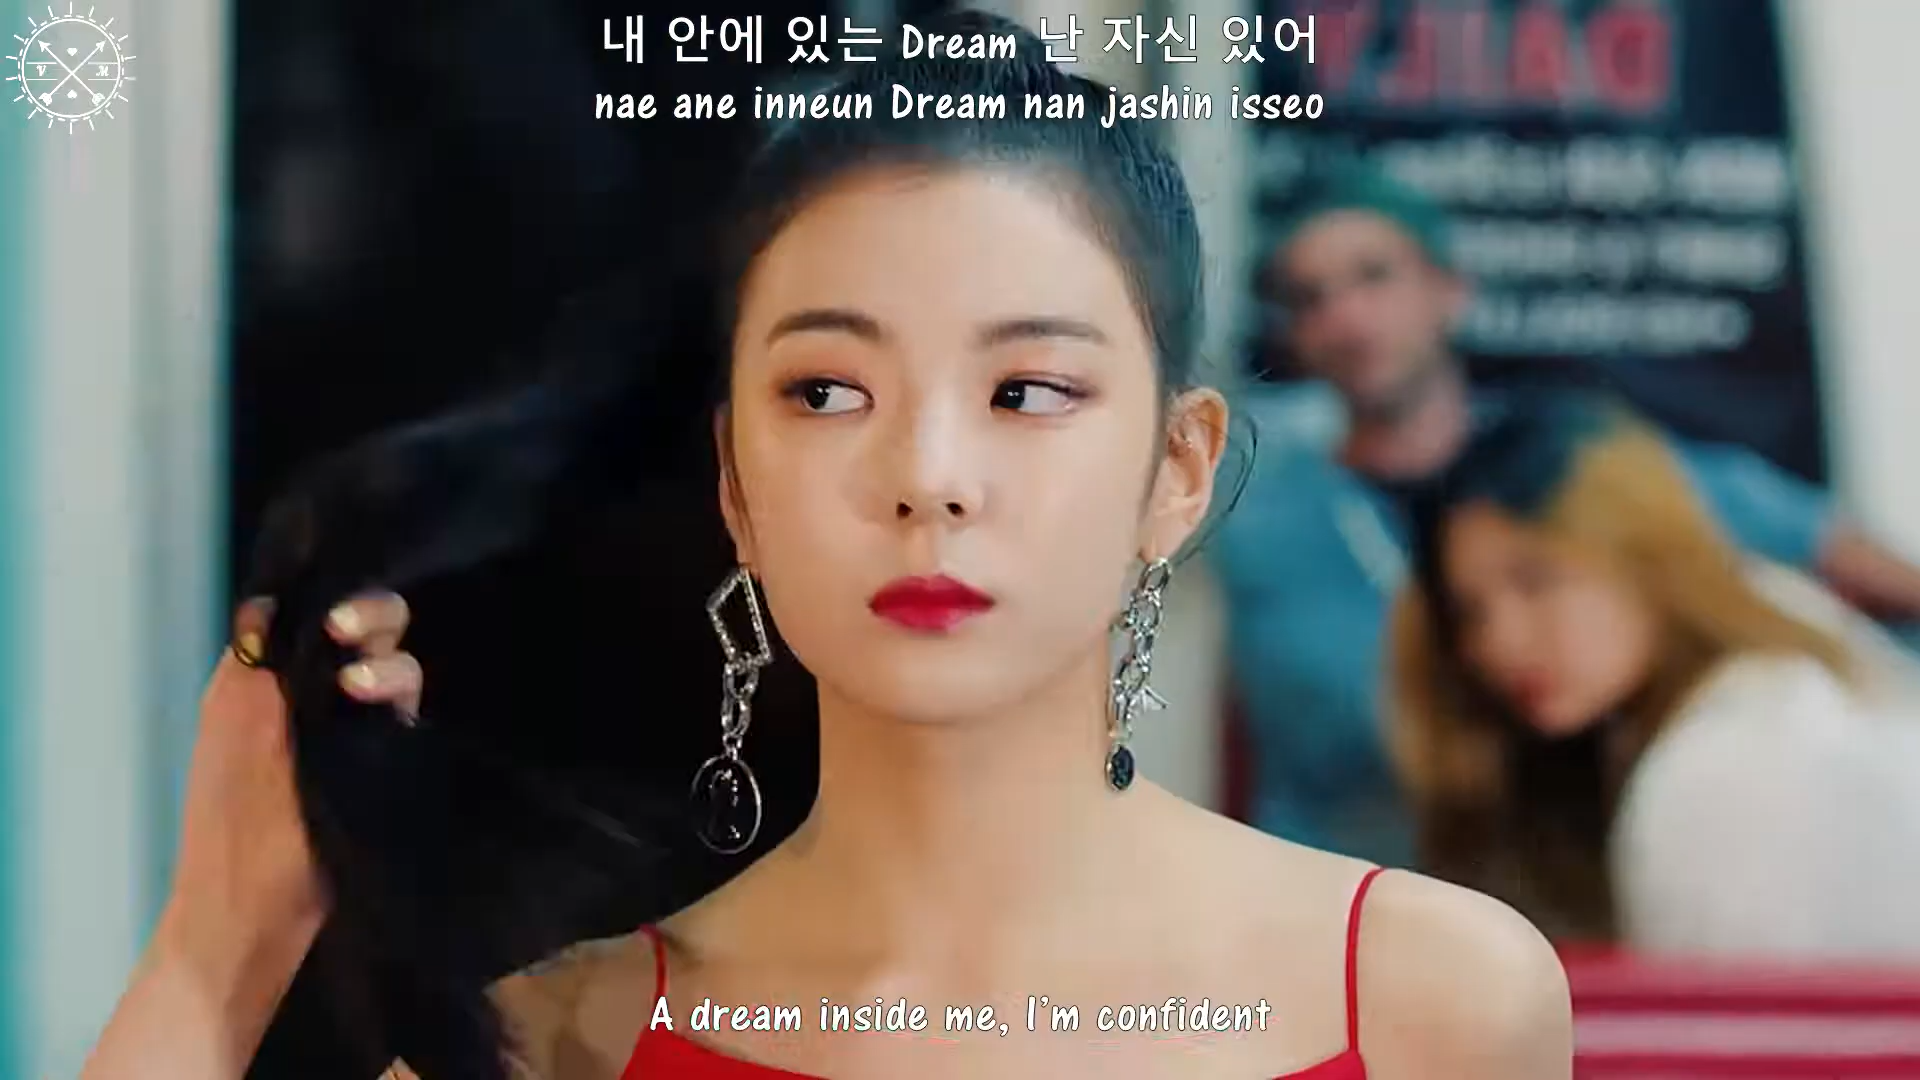 내 안에 있는 Dream 난 자신 있어
nae ane inneun Dream nan jashin isseo
V M
DAILY
A dream inside me, I'm confident